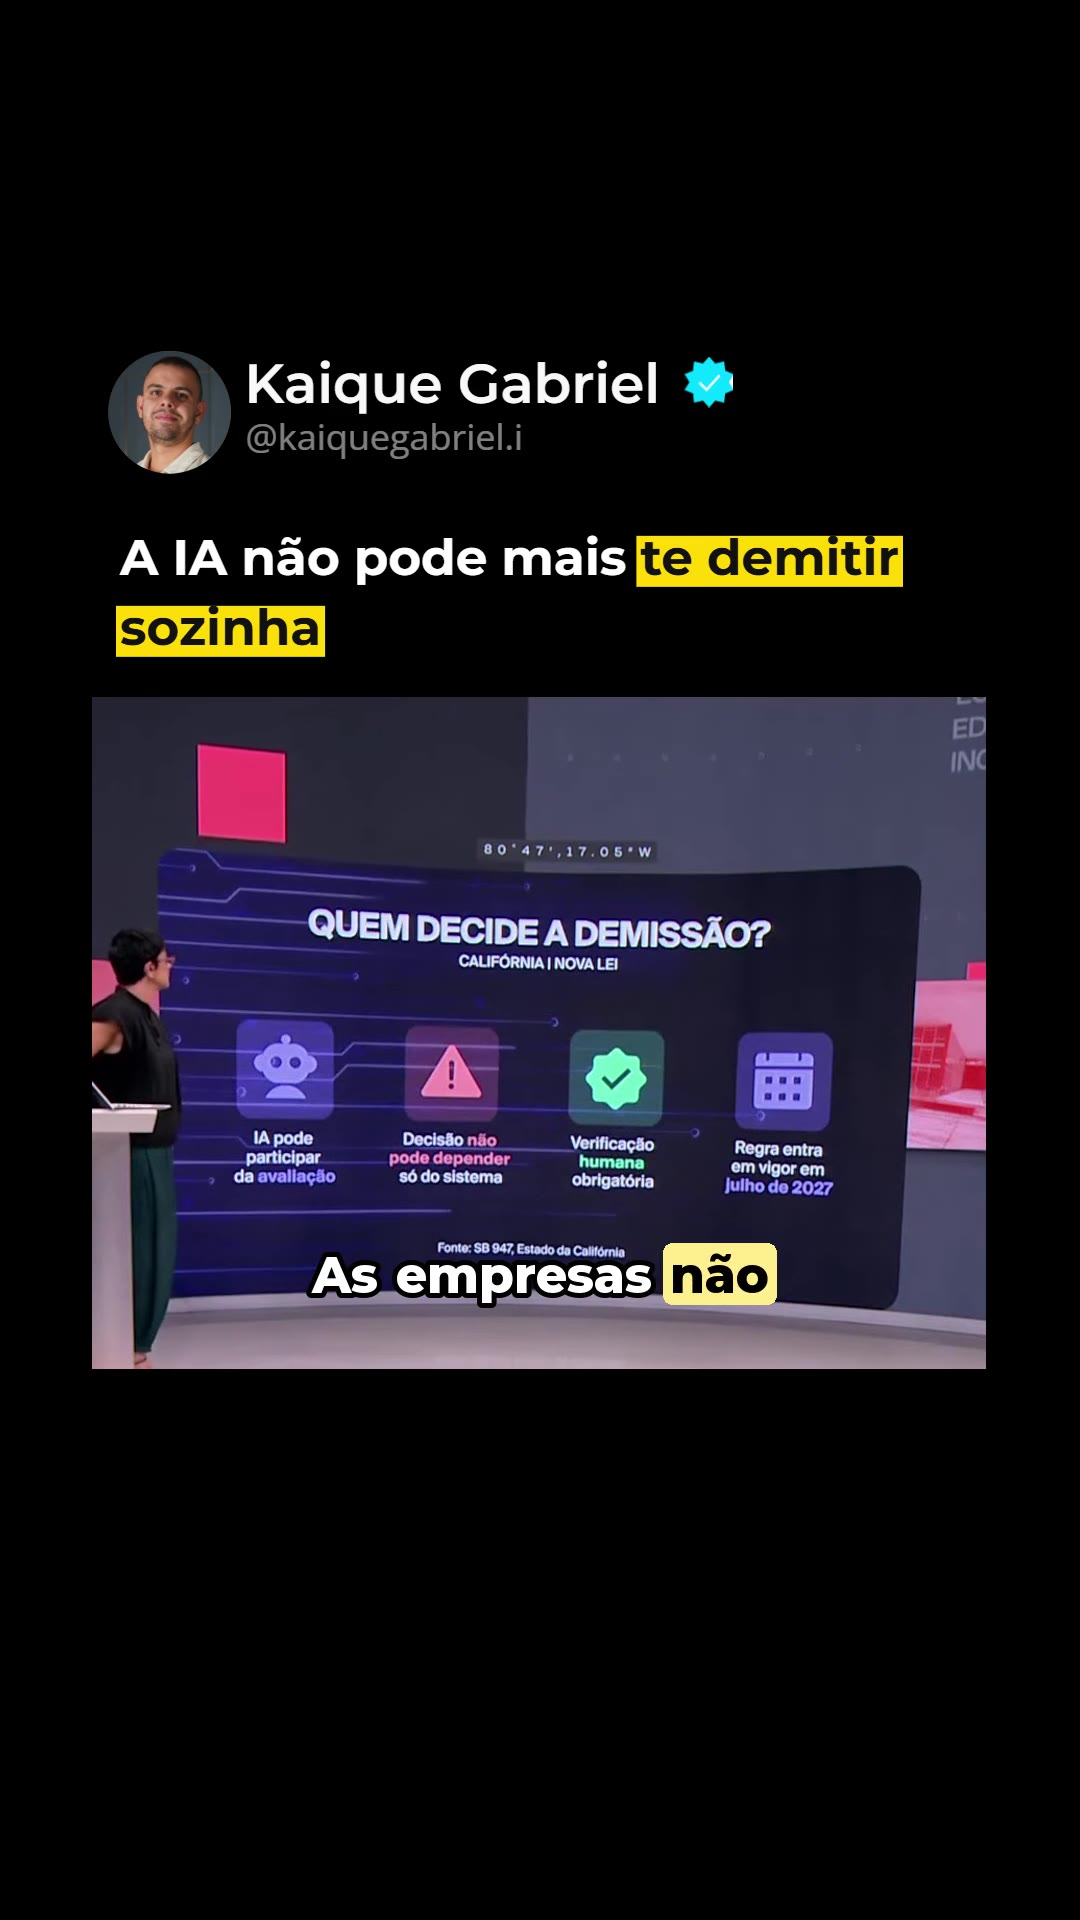 Kaique Gabriel
@kaiquegabriel.i
A IA não pode mais te demitir
sozinha
ED
INC
80°47',17.05"W
QUEM DECIDE A DEMISSÃO?
CALIFÓRNIA | NOVA LEI
IA pode
participar
da avaliação
Decisão não
pode depender
só do sistema
Verificação
humana
obrigatória
Regra entra
em vigor em
julho de 2027
Fonte: SB 947, Estado da Califórnia
As empresas não